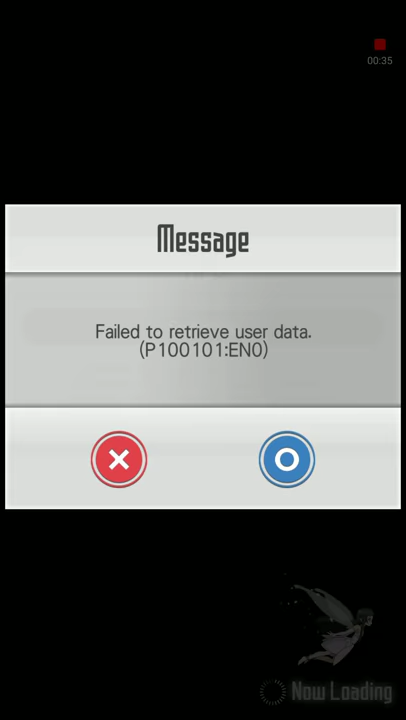 00:35
Message
Failed to retrieve user data.
(P100101:EN0)
Now Loading